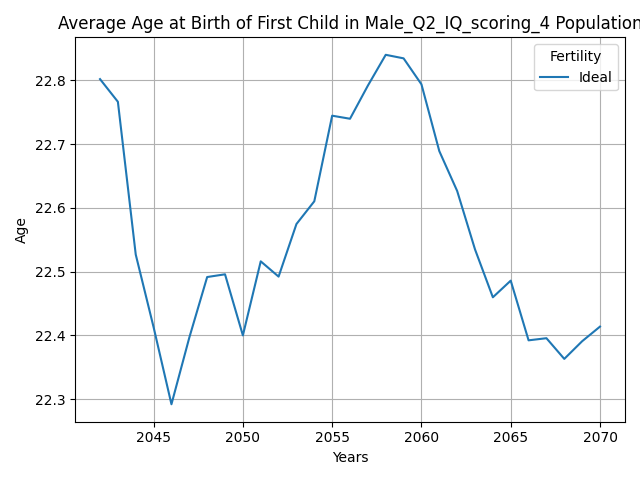 Average Age at Birth of First Child in Male_Q2_IQ_scoring_4 Population
Fertility
Ideal
Age
22.8
22.7
22.6
22.5
22.4
22.3
2045 2050 2055 2060 2065 2070
Years